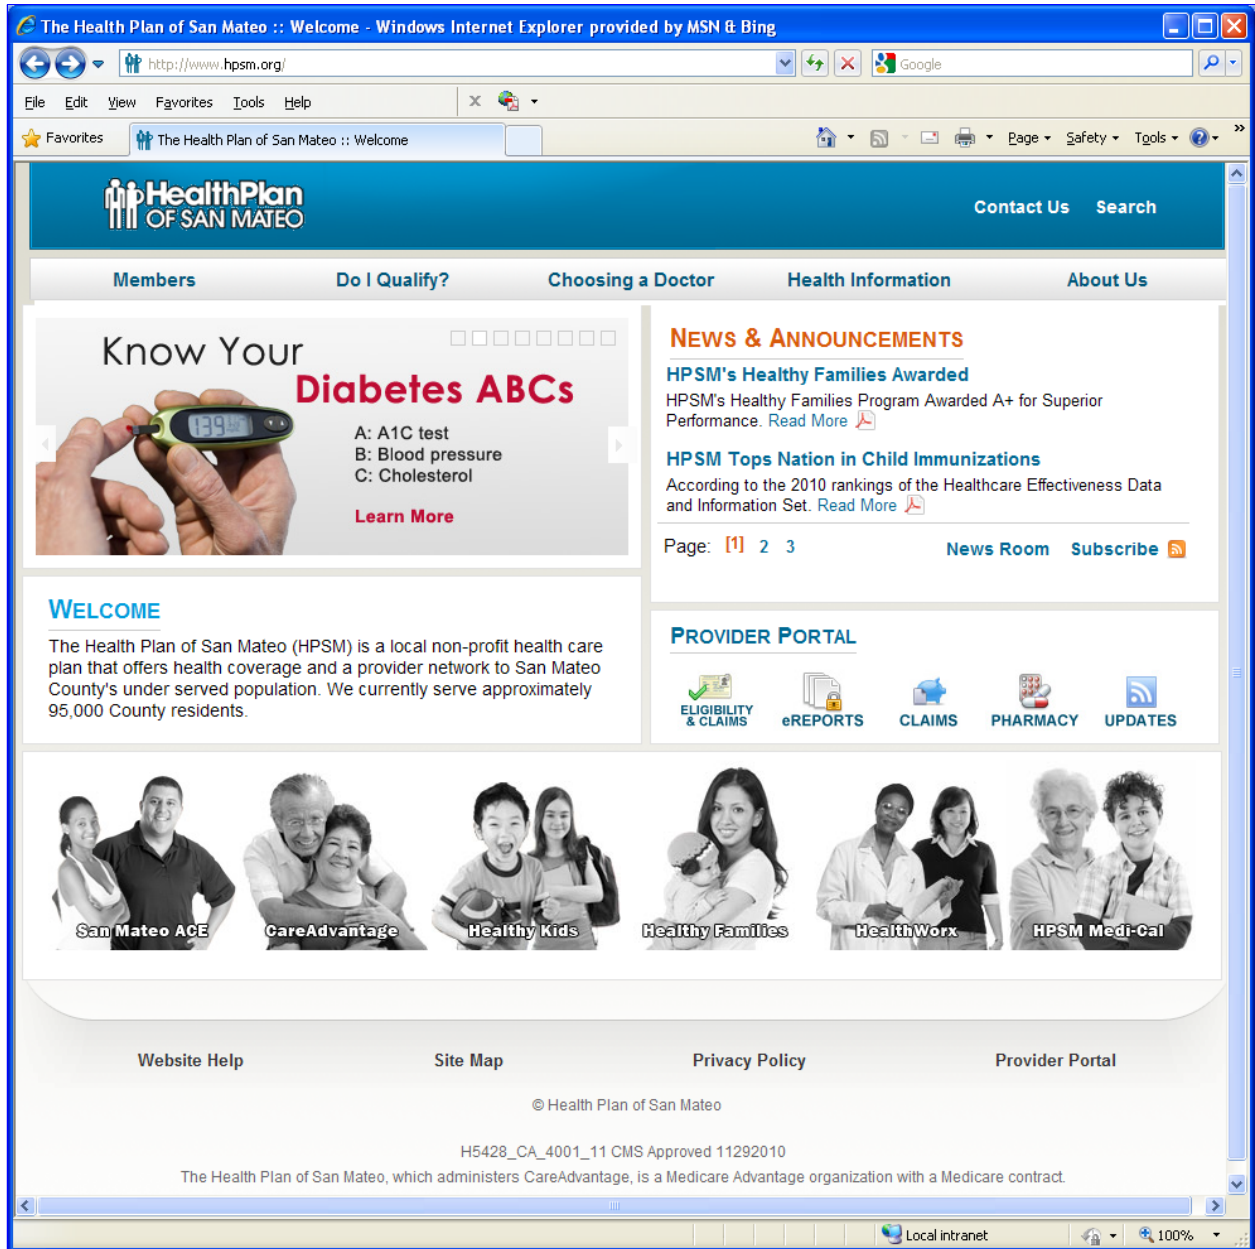 The Health Plan of San Mateo :: Welcome - Windows Internet Explorer provided by MSN & Bing
http://www.hpsm.org/
Google
File Edit View Favorites Tools Help
x
Favorites
The Health Plan of San Mateo :: Welcome
Page Safety Tools »
HealthPlan
OF SAN MATEO
Contact Us Search
Members Do I Qualify? Choosing a Doctor Health Information About Us
Know Your
Diabetes ABCs
139
A: A1C test
B: Blood pressure
C: Cholesterol
Learn More
NEWS & ANNOUNCEMENTS
HPSM's Healthy Families Awarded
HPSM's Healthy Families Program Awarded A+ for Superior
Performance. Read More
HPSM Tops Nation in Child Immunizations
According to the 2010 rankings of the Healthcare Effectiveness Data
and Information Set. Read More
Page: [1] 2 3 News Room Subscribe
WELCOME
The Health Plan of San Mateo (HPSM) is a local non-profit health care
plan that offers health coverage and a provider network to San Mateo
County's under served population. We currently serve approximately
95,000 County residents.
PROVIDER PORTAL
ELIGIBILITY
& CLAIMS
eREPORTS
CLAIMS
PHARMACY
UPDATES
San Mateo ACE
CareAdvantage
Healthy Kids
Healthy Families
HealthWorx
HPSM Medi-Cal
Website Help Site Map Privacy Policy Provider Portal
© Health Plan of San Mateo
H5428_CA_4001_11 CMS Approved 11292010
The Health Plan of San Mateo, which administers CareAdvantage, is a Medicare Advantage organization with a Medicare contract.
Local intranet
100%